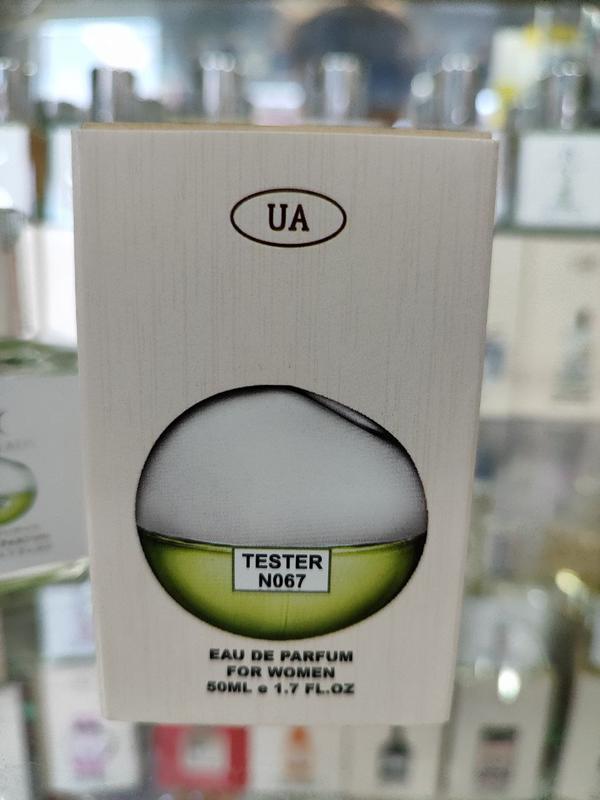 UA
TESTER
N067
EAU DE PARFUM
FOR WOMEN
50ML e 1.7 FL.OZ